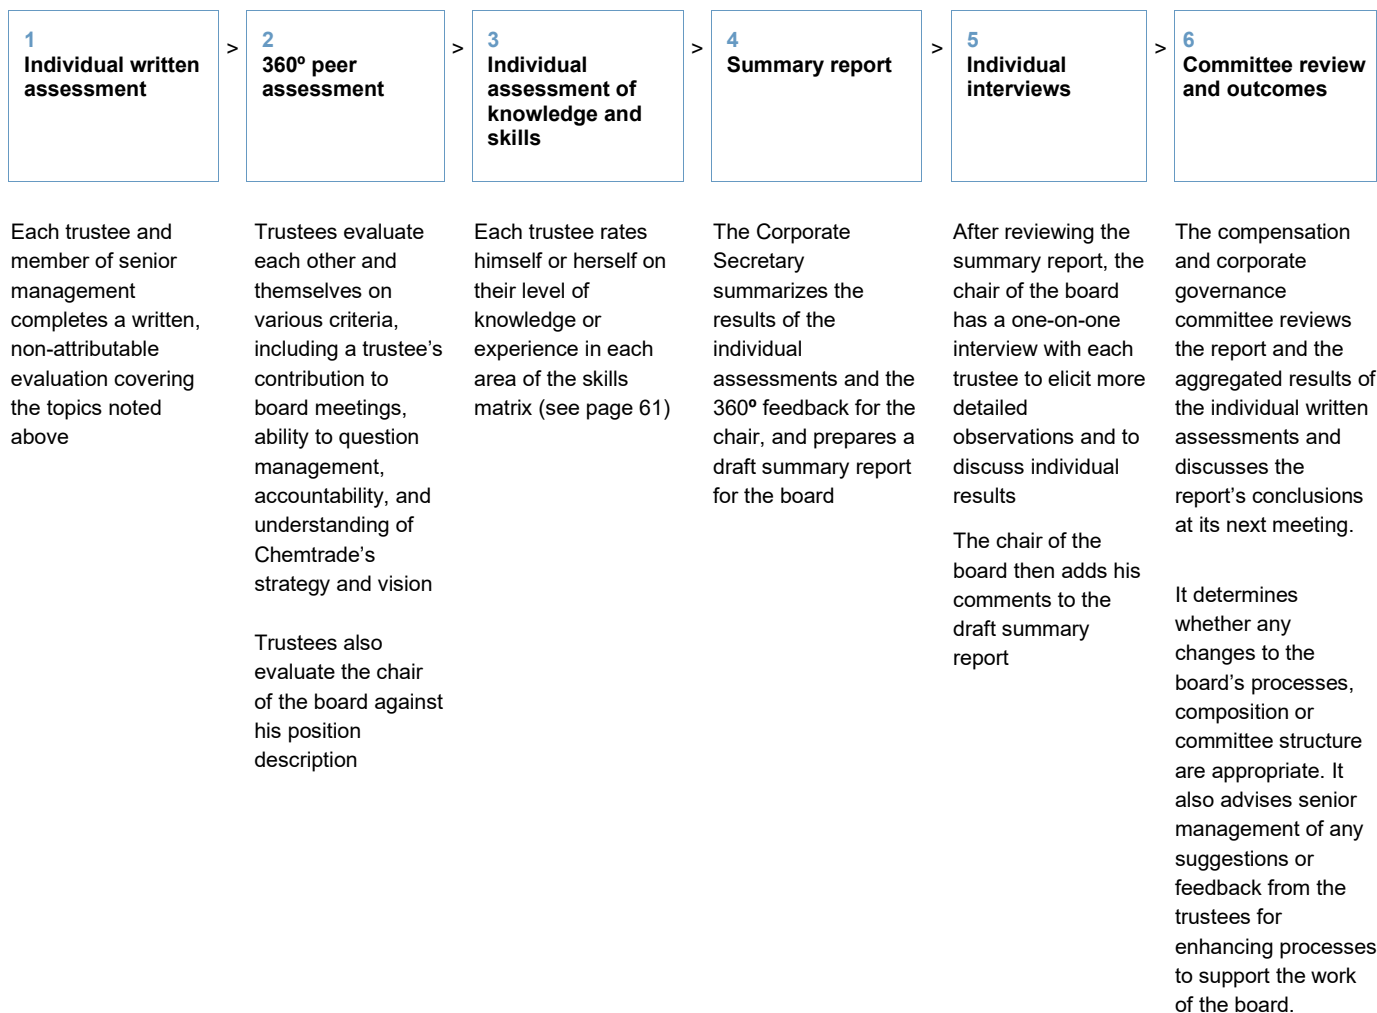 1
Individual written
assessment
>
2
360º peer
assessment
>
3
Individual
assessment of
knowledge and
skills
>
4
Summary report
>
5
Individual
interviews
>
6
Committee review
and outcomes
Each trustee and
member of senior
management
completes a written,
non-attributable
evaluation covering
the topics noted
above
Trustees evaluate
each other and
themselves on
various criteria,
including a trustee’s
contribution to
board meetings,
ability to question
management,
accountability, and
understanding of
Chemtrade’s
strategy and vision
Trustees also
evaluate the chair
of the board against
his position
description
Each trustee rates
himself or herself on
their level of
knowledge or
experience in each
area of the skills
matrix (see page 61)
The Corporate
Secretary
summarizes the
results of the
individual
assessments and the
360º feedback for the
chair, and prepares a
draft summary report
for the board
After reviewing the
summary report, the
chair of the board
has a one-on-one
interview with each
trustee to elicit more
detailed
observations and to
discuss individual
results
The chair of the
board then adds his
comments to the
draft summary
report
The compensation
and corporate
governance
committee reviews
the report and the
aggregated results of
the individual written
assessments and
discusses the
report’s conclusions
at its next meeting.
It determines
whether any
changes to the
board’s processes,
composition or
committee structure
are appropriate. It
also advises senior
management of any
suggestions or
feedback from the
trustees for
enhancing processes
to support the work
of the board.